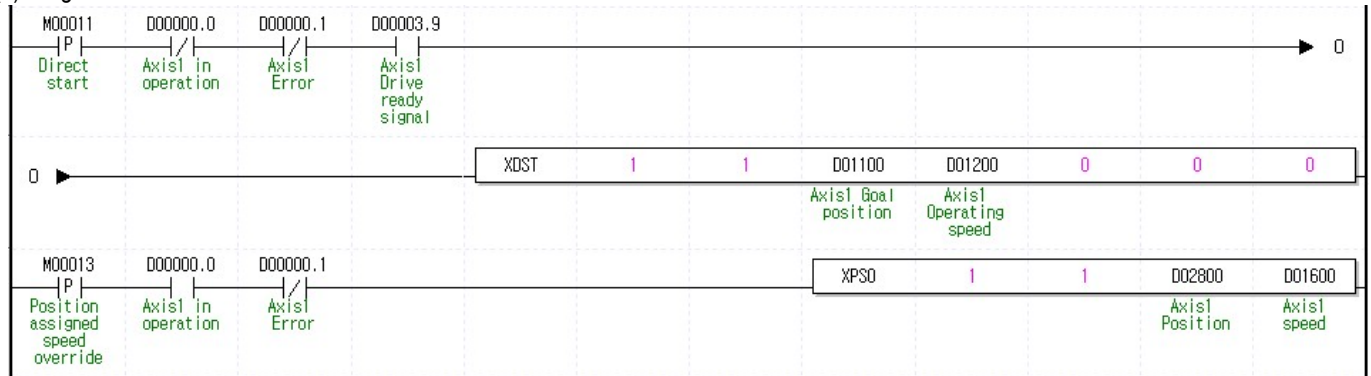 M00011 D00000.0 D00000.1 D00003.9
P / /
Direct start Axis1 in operation Axis1 Error Axis1 Drive ready signal
0
0 XDST 1 1 D01100 D01200 0 0 0
Axis1 Goal position Axis1 Operating speed
M00013 D00000.0 D00000.1
P / XPSO 1 1 D02800 D01600
Position assigned speed override Axis1 in operation Axis1 Error Axis1 Position Axis1 speed